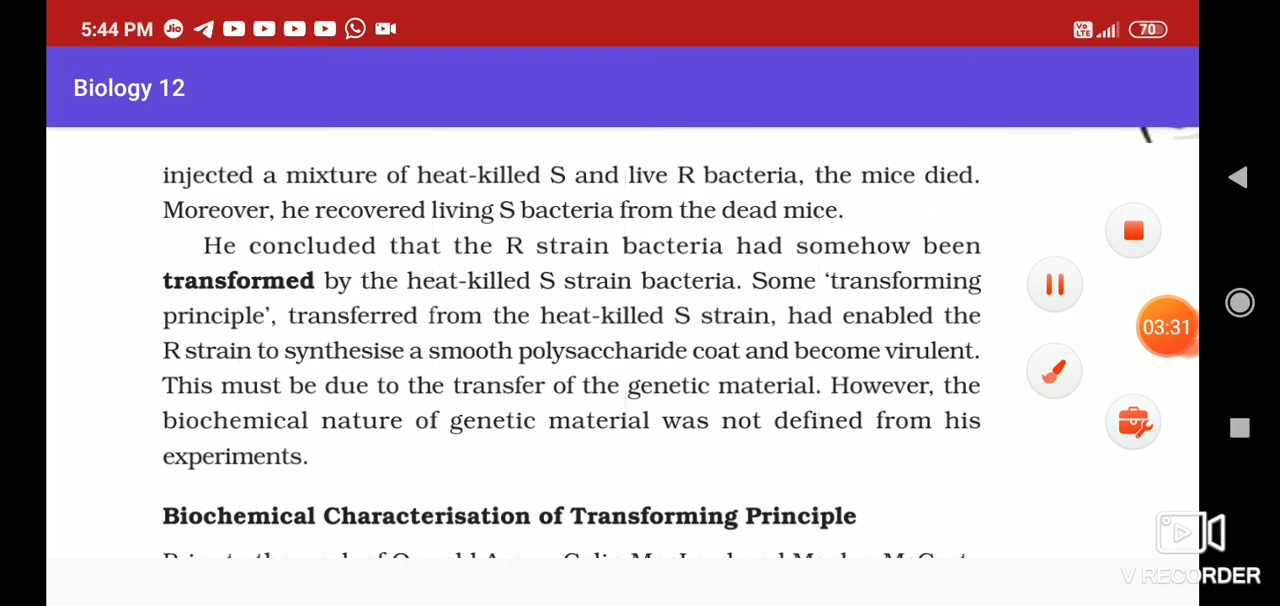 5:44 PM
Jio
Vo LTE
70
Biology 12
injected a mixture of heat-killed S and live R bacteria, the mice died.
Moreover, he recovered living S bacteria from the dead mice.
He concluded that the R strain bacteria had somehow been
transformed by the heat-killed S strain bacteria. Some ‘transforming
principle’, transferred from the heat-killed S strain, had enabled the
R strain to synthesise a smooth polysaccharide coat and become virulent.
This must be due to the transfer of the genetic material. However, the
biochemical nature of genetic material was not defined from his
experiments.
Biochemical Characterisation of Transforming Principle
03:31
V RECORDER